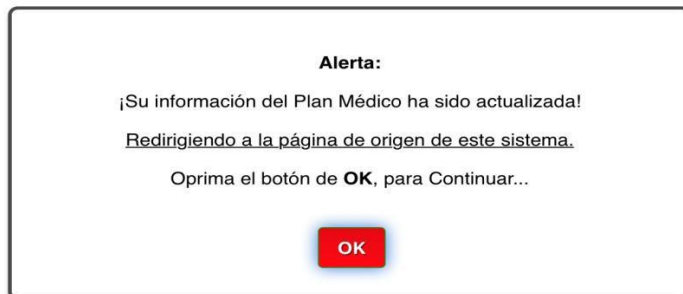 Alerta:
¡Su información del Plan Médico ha sido actualizada!
Redirigiendo a la página de origen de este sistema.
Oprima el botón de OK, para Continuar...
OK